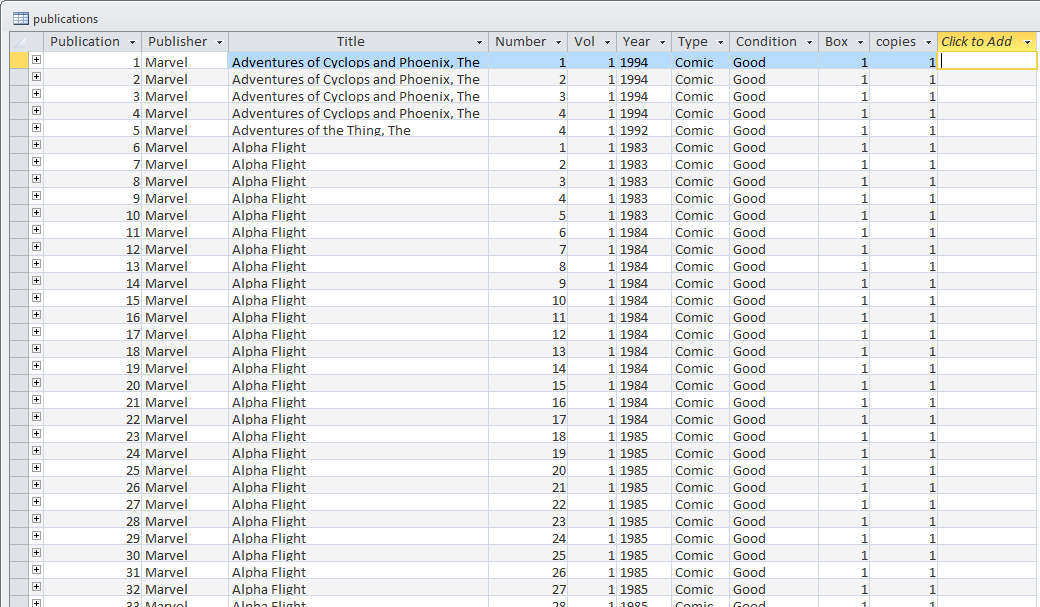 publications
Publication Publisher Title Number Vol Year Type Condition Box copies Click to Add
1 Marvel Adventures of Cyclops and Phoenix, The 1 1 1994 Comic Good 1 1
2 Marvel Adventures of Cyclops and Phoenix, The 2 1 1994 Comic Good 1 1
3 Marvel Adventures of Cyclops and Phoenix, The 3 1 1994 Comic Good 1 1
4 Marvel Adventures of Cyclops and Phoenix, The 4 1 1994 Comic Good 1 1
5 Marvel Adventures of the Thing, The 4 1 1992 Comic Good 1 1
6 Marvel Alpha Flight 1 1 1983 Comic Good 1 1
7 Marvel Alpha Flight 2 1 1983 Comic Good 1 1
8 Marvel Alpha Flight 3 1 1983 Comic Good 1 1
9 Marvel Alpha Flight 4 1 1983 Comic Good 1 1
10 Marvel Alpha Flight 5 1 1983 Comic Good 1 1
11 Marvel Alpha Flight 6 1 1984 Comic Good 1 1
12 Marvel Alpha Flight 7 1 1984 Comic Good 1 1
13 Marvel Alpha Flight 8 1 1984 Comic Good 1 1
14 Marvel Alpha Flight 9 1 1984 Comic Good 1 1
15 Marvel Alpha Flight 10 1 1984 Comic Good 1 1
16 Marvel Alpha Flight 11 1 1984 Comic Good 1 1
17 Marvel Alpha Flight 12 1 1984 Comic Good 1 1
18 Marvel Alpha Flight 13 1 1984 Comic Good 1 1
19 Marvel Alpha Flight 14 1 1984 Comic Good 1 1
20 Marvel Alpha Flight 15 1 1984 Comic Good 1 1
21 Marvel Alpha Flight 16 1 1984 Comic Good 1 1
22 Marvel Alpha Flight 17 1 1984 Comic Good 1 1
23 Marvel Alpha Flight 18 1 1985 Comic Good 1 1
24 Marvel Alpha Flight 19 1 1985 Comic Good 1 1
25 Marvel Alpha Flight 20 1 1985 Comic Good 1 1
26 Marvel Alpha Flight 21 1 1985 Comic Good 1 1
27 Marvel Alpha Flight 22 1 1985 Comic Good 1 1
28 Marvel Alpha Flight 23 1 1985 Comic Good 1 1
29 Marvel Alpha Flight 24 1 1985 Comic Good 1 1
30 Marvel Alpha Flight 25 1 1985 Comic Good 1 1
31 Marvel Alpha Flight 26 1 1985 Comic Good 1 1
32 Marvel Alpha Flight 27 1 1985 Comic Good 1 1
33 Marvel Alpha Flight 28 1 1985 Comic Good 1 1